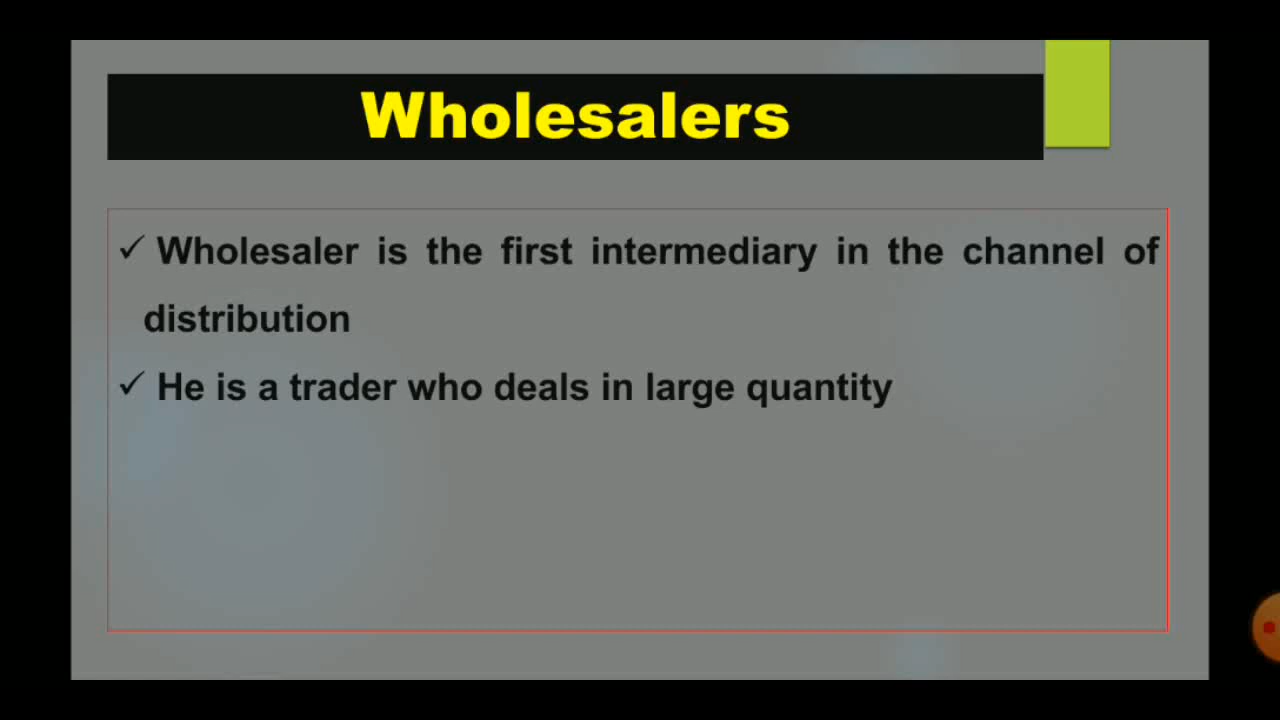 Wholesalers
✓ Wholesaler is the first intermediary in the channel of
distribution
✓ He is a trader who deals in large quantity